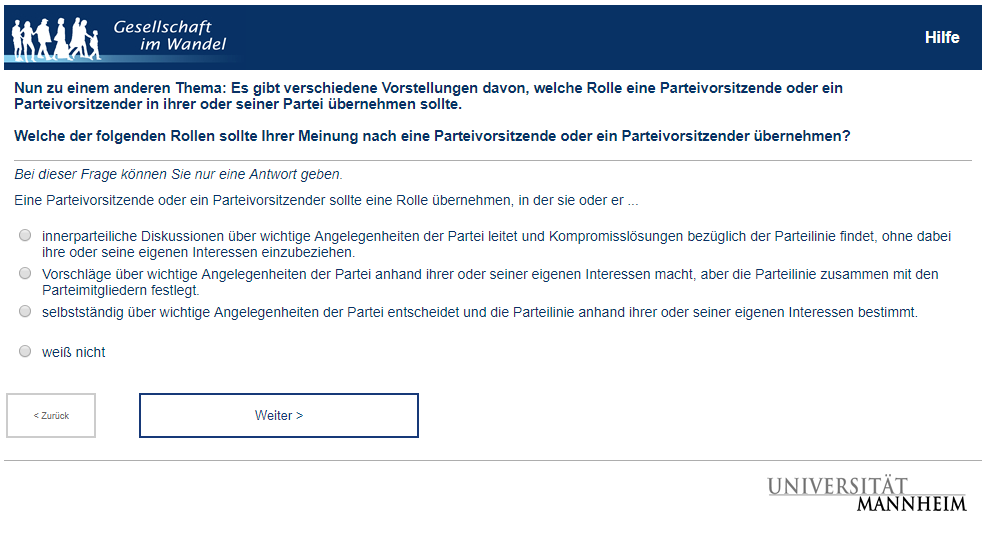 Gesellschaft
im Wandel
Hilfe
Nun zu einem anderen Thema: Es gibt verschiedene Vorstellungen davon, welche Rolle eine Parteivorsitzende oder ein
Parteivorsitzender in ihrer oder seiner Partei übernehmen sollte.
Welche der folgenden Rollen sollte Ihrer Meinung nach eine Parteivorsitzende oder ein Parteivorsitzender übernehmen?
Bei dieser Frage können Sie nur eine Antwort geben.
Eine Parteivorsitzende oder ein Parteivorsitzender sollte eine Rolle übernehmen, in der sie oder er ...
innerparteiliche Diskussionen über wichtige Angelegenheiten der Partei leitet und Kompromisslösungen bezüglich der Parteilinie findet, ohne dabei
ihre oder seine eigenen Interessen einzubeziehen.
Vorschläge über wichtige Angelegenheiten der Partei anhand ihrer oder seiner eigenen Interessen macht, aber die Parteilinie zusammen mit den
Parteimitgliedern festlegt.
selbstständig über wichtige Angelegenheiten der Partei entscheidet und die Parteilinie anhand ihrer oder seiner eigenen Interessen bestimmt.
weiß nicht
< Zurück
Weiter >
UNIVERSITÄT
MANNHEIM